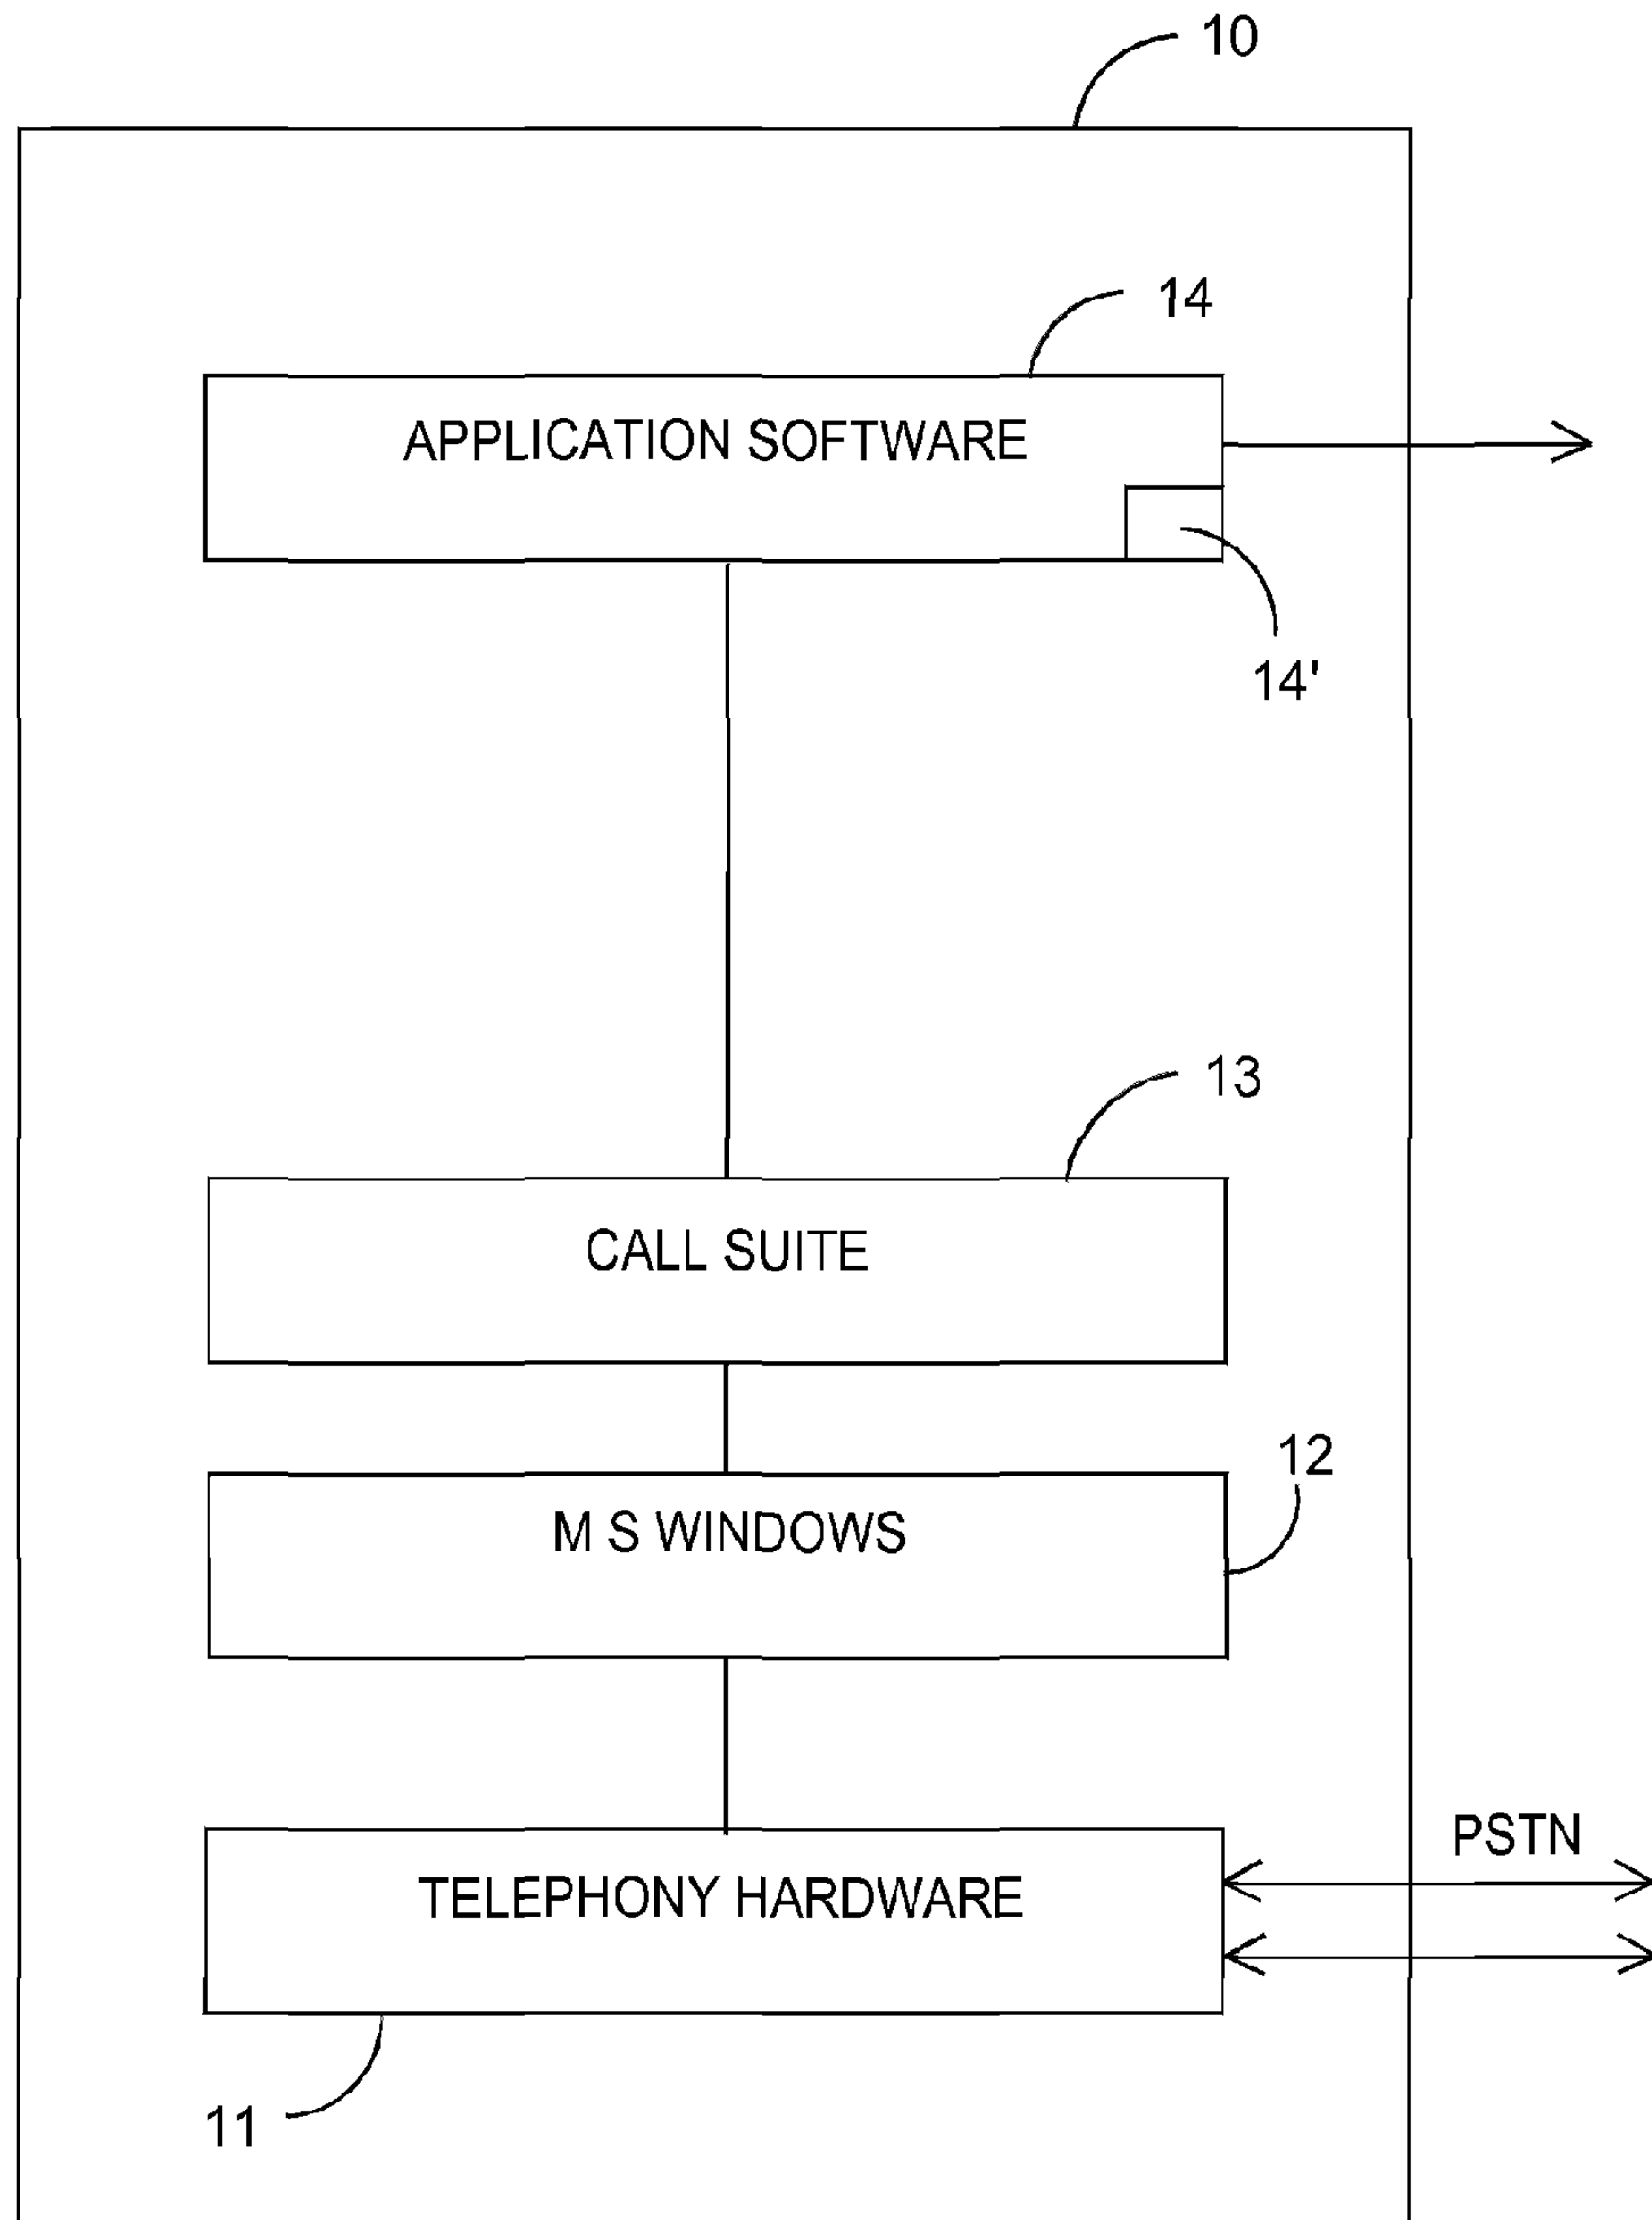 10
14
APPLICATION SOFTWARE
14'
13
CALL SUITE
12
M S WINDOWS
PSTN
TELEPHONY HARDWARE
11